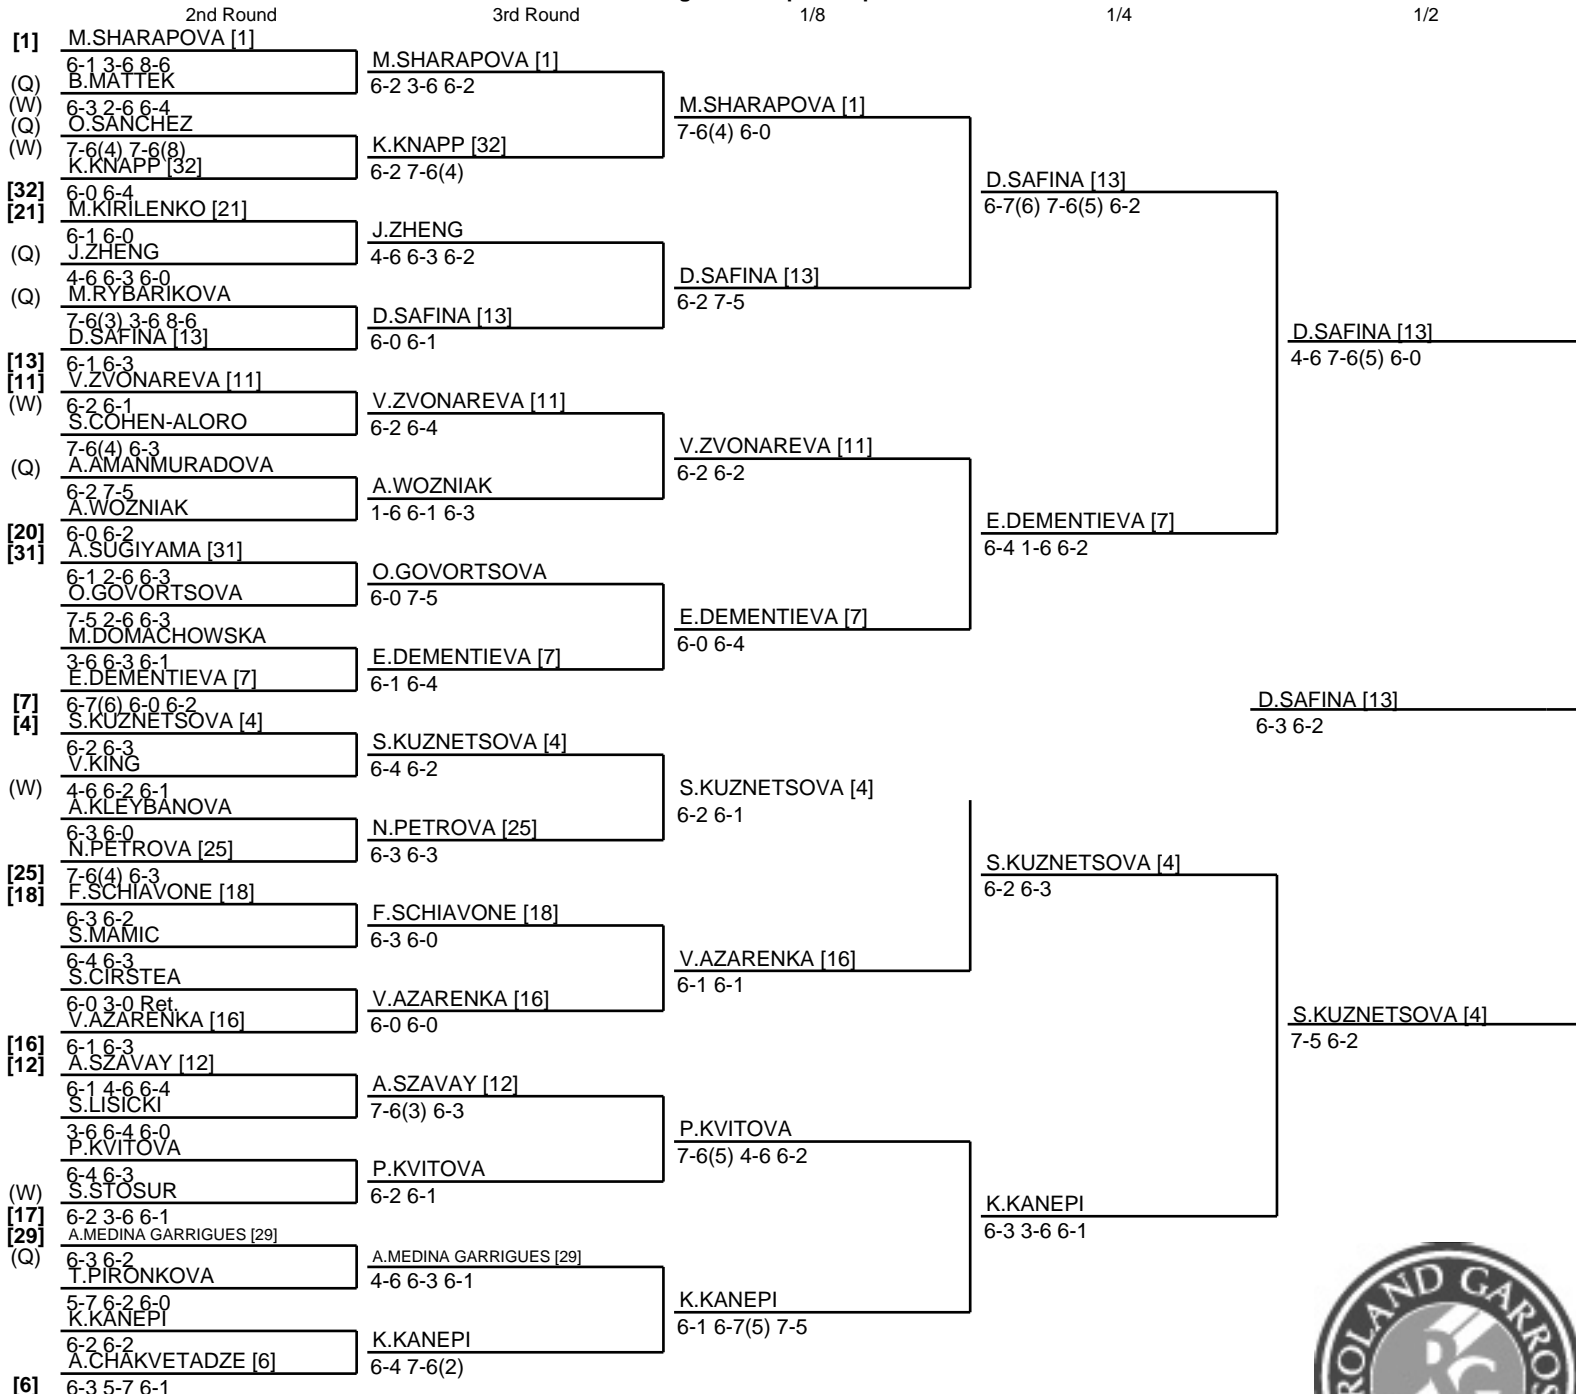 2nd Round 3rd Round 1/8 1/4 1/2
[1] M.SHARAPOVA [1]
6-1 3-6 8-6
(Q) B.MATTEK
(W) 6-3 2-6 6-4
(Q) O.SANCHEZ
(W) 7-6(4) 7-6(8)
K.KNAPP [32]
[32] 6-0 6-4
[21] M.KIRILENKO [21]
6-1 6-0
(Q) J.ZHENG
4-6 6-3 6-0
(Q) M.RYBARIKOVA
7-6(3) 3-6 8-6
D.SAFINA [13]
[13] 6-1 6-3
[11] V.ZVONAREVA [11]
(W) 6-2 6-1
S.COHEN-ALORO
7-6(4) 6-3
(Q) A.AMANMURADOVA
6-2 7-5
A.WOZNIAK
[20] 6-0 6-2
[31] A.SUGIYAMA [31]
6-1 2-6 6-3
O.GOVORTSOVA
7-5 2-6 6-3
M.DOMACHOWSKA
3-6 6-3 6-1
E.DEMENTIEVA [7]
[7] 6-7(6) 6-0 6-2
[4] S.KUZNETSOVA [4]
6-2 6-3
V.KING
(W) 4-6 6-2 6-1
A.KLEYBANOVA
6-3 6-0
N.PETROVA [25]
[25] 7-6(4) 6-3
[18] F.SCHIAVONE [18]
6-3 6-2
S.MAMIC
6-4 6-3
S.CIRSTEA
6-0 3-0 Ret.
V.AZARENKA [16]
[16] 6-1 6-3
[12] A.SZAVAY [12]
6-1 4-6 6-4
S.LISICKI
3-6 6-4 6-0
P.KVITOVA
6-4 6-3
(W) S.STOSUR
[17] 6-2 3-6 6-1
[29] A.MEDINA GARRIGUES [29]
(Q) 6-3 6-2
T.PIRONKOVA
5-7 6-2 6-0
K.KANEPI
6-2 6-2
A.CHAKVETADZE [6]
[6] 6-3 5-7 6-1
M.SHARAPOVA [1]
6-2 3-6 6-2
K.KNAPP [32]
6-2 7-6(4)
J.ZHENG
4-6 6-3 6-2
D.SAFINA [13]
6-0 6-1
V.ZVONAREVA [11]
6-2 6-4
A.WOZNIAK
1-6 6-1 6-3
O.GOVORTSOVA
6-0 7-5
E.DEMENTIEVA [7]
6-1 6-4
S.KUZNETSOVA [4]
6-4 6-2
N.PETROVA [25]
6-3 6-3
F.SCHIAVONE [18]
6-3 6-0
V.AZARENKA [16]
6-0 6-0
A.SZAVAY [12]
7-6(3) 6-3
P.KVITOVA
6-2 6-1
A.MEDINA GARRIGUES [29]
4-6 6-3 6-1
K.KANEPI
6-4 7-6(2)
M.SHARAPOVA [1]
7-6(4) 6-0
D.SAFINA [13]
6-2 7-5
V.ZVONAREVA [11]
6-2 6-2
E.DEMENTIEVA [7]
6-0 6-4
S.KUZNETSOVA [4]
6-2 6-1
V.AZARENKA [16]
6-1 6-1
P.KVITOVA
7-6(5) 4-6 6-2
K.KANEPI
6-1 6-7(5) 7-5
D.SAFINA [13]
6-7(6) 7-6(5) 6-2
E.DEMENTIEVA [7]
6-4 1-6 6-2
S.KUZNETSOVA [4]
6-2 6-3
K.KANEPI
6-3 3-6 6-1
D.SAFINA [13]
4-6 7-6(5) 6-0
D.SAFINA [13]
6-3 6-2
S.KUZNETSOVA [4]
7-5 6-2
ROLAND GARROS
RG